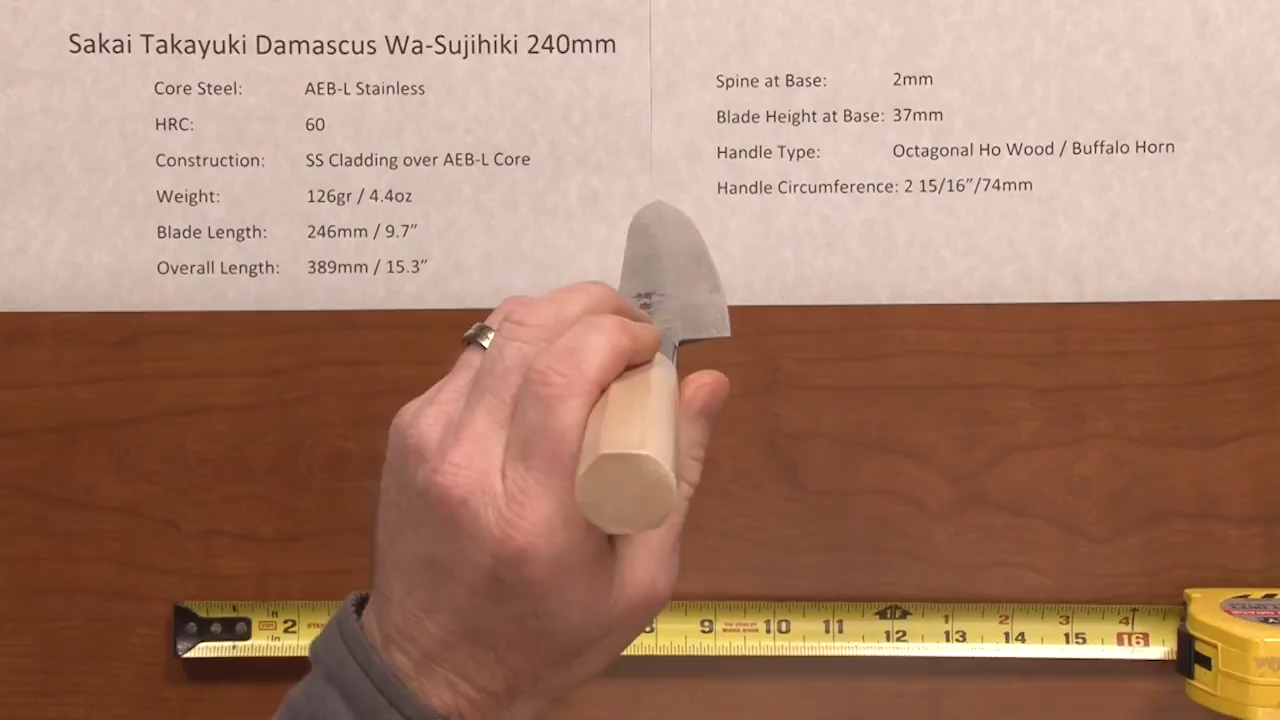 Sakai Takayuki Damascus Wa-Sujihiki 240mm
Core Steel: AEB-L Stainless
HRC: 60
Construction: SS Cladding over AEB-L Core
Weight: 126gr / 4.4oz
Blade Length: 246mm / 9.7”
Overall Length: 389mm / 15.3”
Spine at Base: 2mm
Blade Height at Base: 37mm
Handle Type: Octagonal Ho Wood / Buffalo Horn
Handle Circumference: 2 15/16”/74mm
2 8 9 10 11 1F 1 2 3 4
12 13 14 15 16